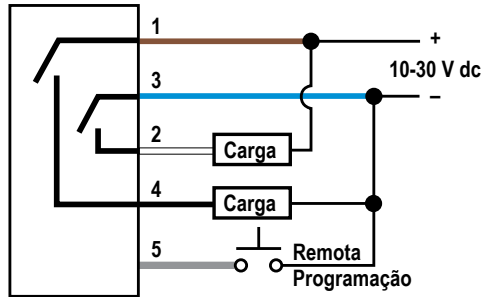 1
+
10-30 V dc
3
–
2
Carga
4
Carga
5
Remota
Programação